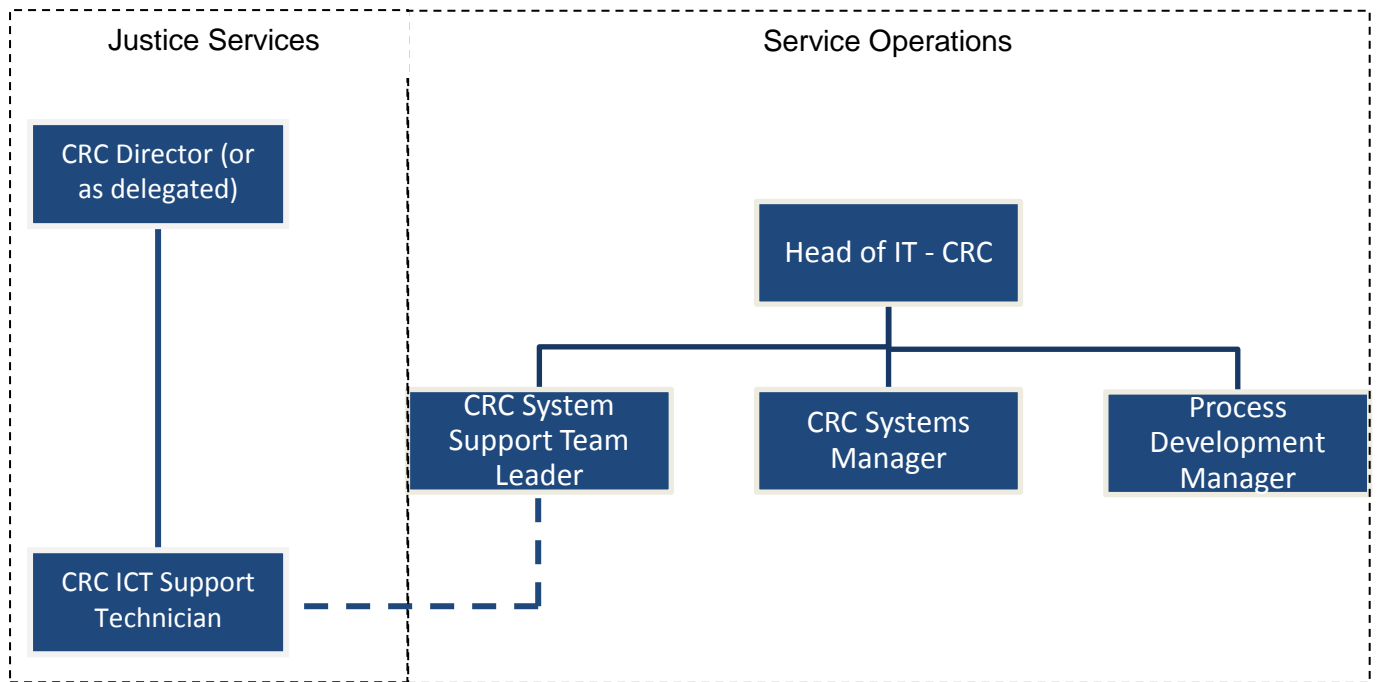 Justice Services
Service Operations
CRC Director (or
as delegated)
Head of IT - CRC
CRC System
Support Team
Leader
CRC Systems
Manager
Process
Development
Manager
CRC ICT Support
Technician